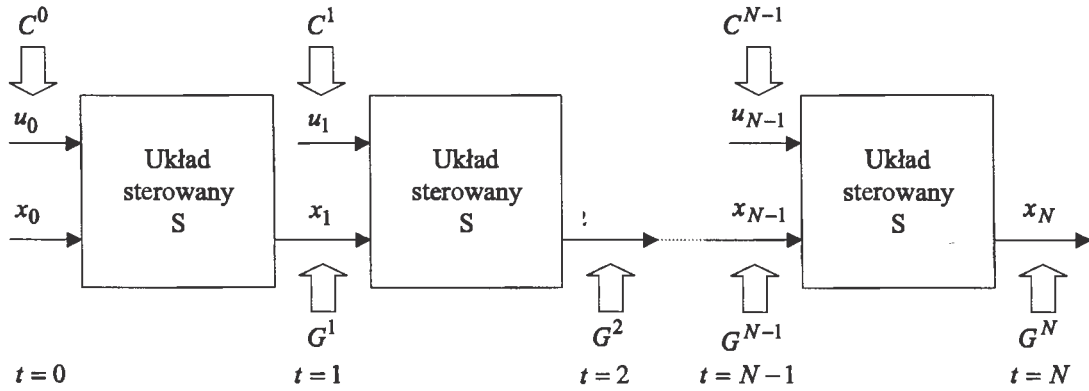 C^0 C^1 C^{N-1}
u_0 u_1 u_{N-1}
Układ sterowany S
Układ sterowany S
Układ sterowany S
x_0 x_1 x_{N-1} x_N
G^1 G^2 G^{N-1} G^N
t = 0 t = 1 t = 2 t = N - 1 t = N